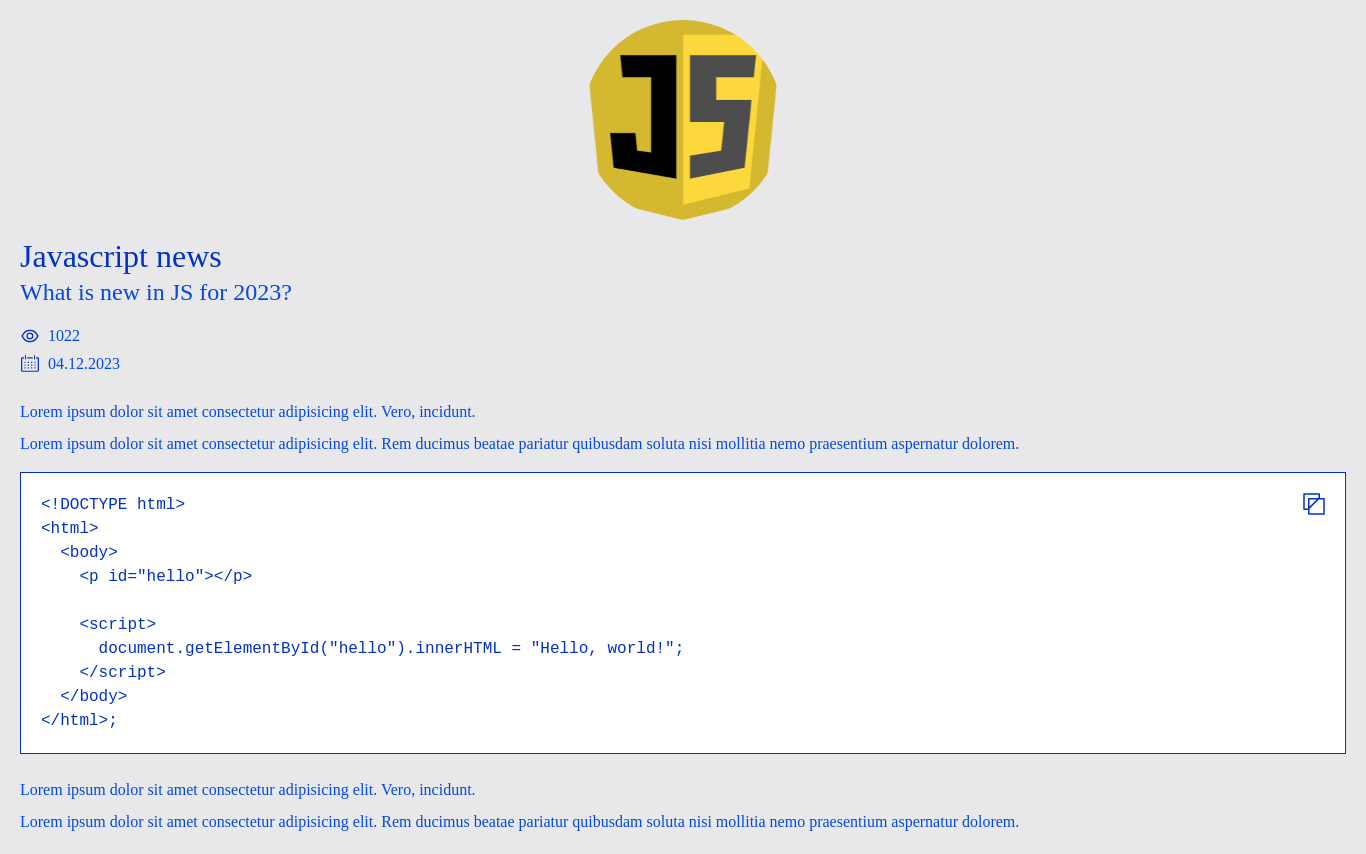 JS
Javascript news
What is new in JS for 2023?
1022
04.12.2023
Lorem ipsum dolor sit amet consectetur adipisicing elit. Vero, incidunt.
Lorem ipsum dolor sit amet consectetur adipisicing elit. Rem ducimus beatae pariatur quibusdam soluta nisi mollitia nemo praesentium aspernatur dolorem.
<!DOCTYPE html>
<html>
  <body>
    <p id="hello"></p>

    <script>
      document.getElementById("hello").innerHTML = "Hello, world!";
    </script>
  </body>
</html>;
Lorem ipsum dolor sit amet consectetur adipisicing elit. Vero, incidunt.
Lorem ipsum dolor sit amet consectetur adipisicing elit. Rem ducimus beatae pariatur quibusdam soluta nisi mollitia nemo praesentium aspernatur dolorem.